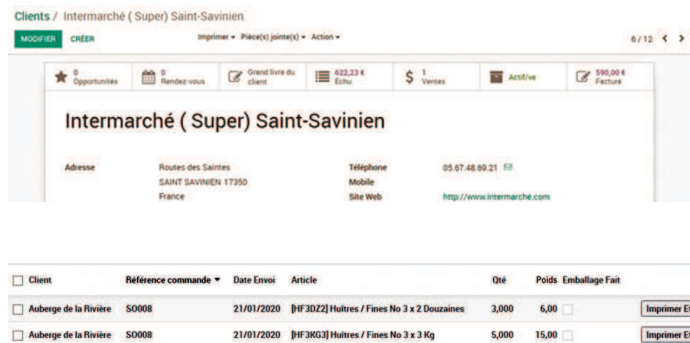 Clients / Intermarché ( Super) Saint-Savinien
MODIFIER CRÉER Imprimer Pièce(s) jointe(s) Action 6 / 12
0 Opportunités 0 Rendez-vous Grand livre du client 622,23 € Échu 1 Ventes Actif/ve 590,00 € Facturé
Intermarché ( Super) Saint-Savinien
Adresse Routes des Saintes Téléphone 05.67.48.69.21
SAINT SAVINIEN 17350 Mobile
France Site Web http://www.intermarché.com
Client Référence commande Date Envoi Article Qté Poids Emballage Fait
Auberge de la Rivière SO008 21/01/2020 [HF3DZ2] Huîtres / Fines No 3 x 2 Douzaines 3,000 6,00 Imprimer Et
Auberge de la Rivière SO008 21/01/2020 [HF3KG3] Huîtres / Fines No 3 x 3 Kg 5,000 15,00 Imprimer Et